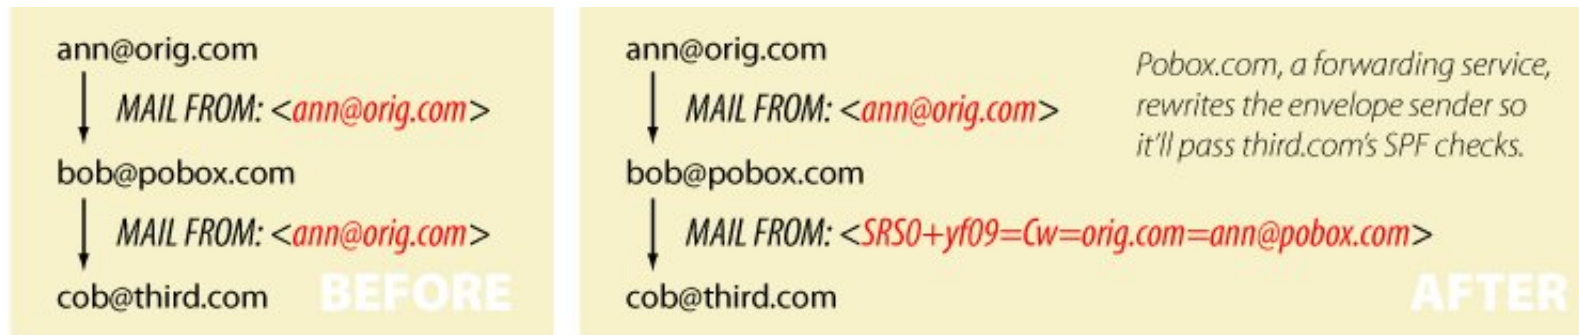 ann@orig.com
MAIL FROM: <ann@orig.com>
bob@pobox.com
MAIL FROM: <ann@orig.com>
cob@third.com
BEFORE
ann@orig.com
MAIL FROM: <ann@orig.com>
bob@pobox.com
MAIL FROM: <SRS0+yf09=Cw=orig.com=ann@pobox.com>
cob@third.com
Pobox.com, a forwarding service,
rewrites the envelope sender so
it'll pass third.com's SPF checks.
AFTER